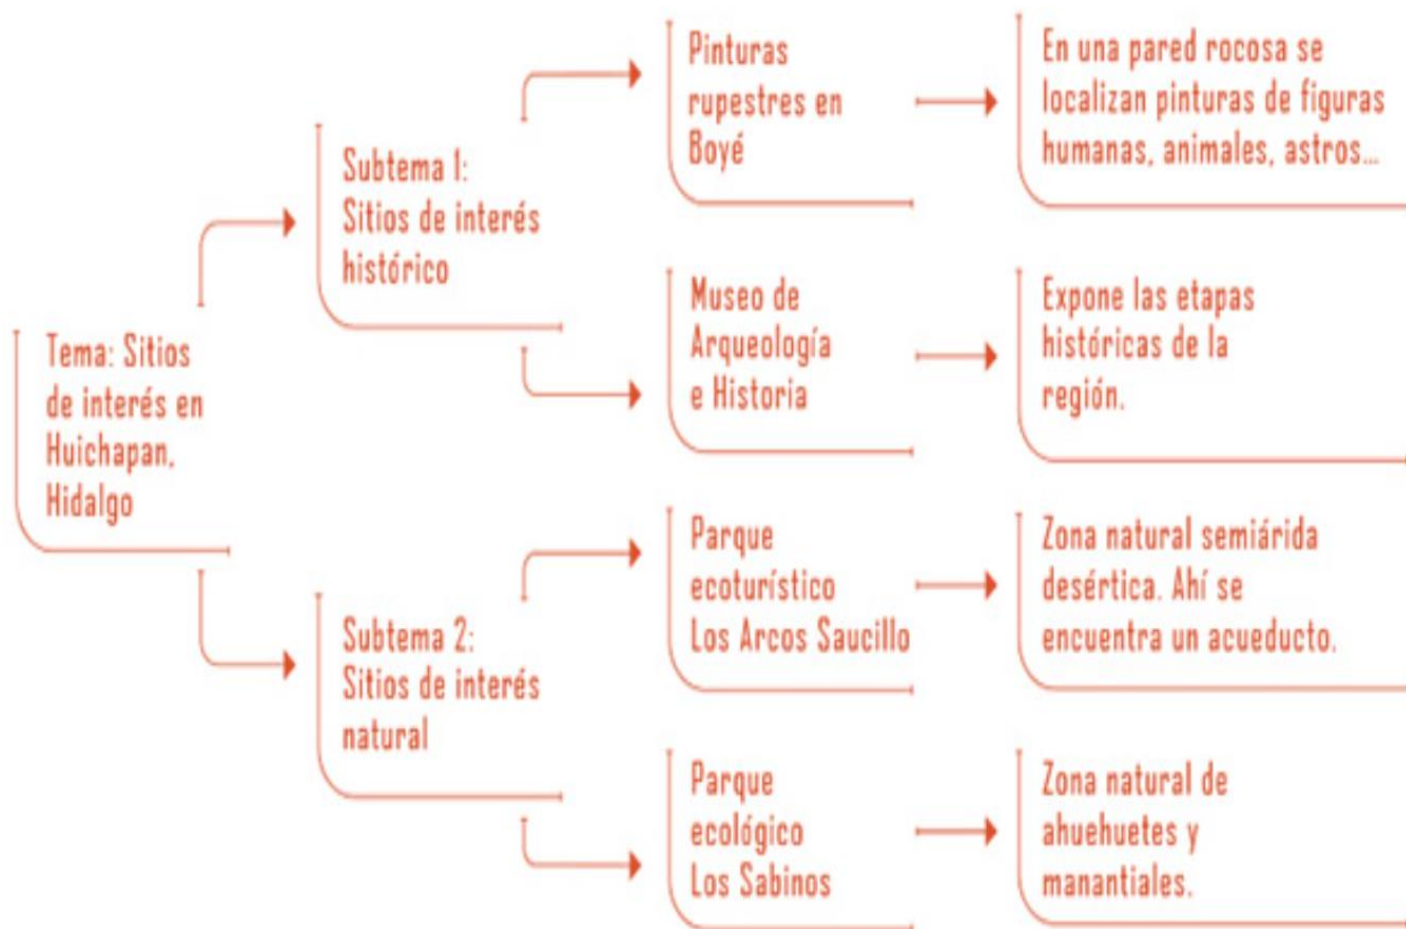 Tema: Sitios
de interés en
Huichapan,
Hidalgo
Subtema 1:
Sitios de interés
histórico
Pinturas
rupestres en
Boyé
En una pared rocosa se
localizan pinturas de figuras
humanas, animales, astros...
Museo de
Arqueología
e Historia
Expone las etapas
históricas de la
región.
Subtema 2:
Sitios de interés
natural
Parque
ecoturístico
Los Arcos Saucillo
Zona natural semiárida
desértica. Ahí se
encuentra un acueducto.
Parque
ecológico
Los Sabinos
Zona natural de
ahuehuetes y
manantiales.